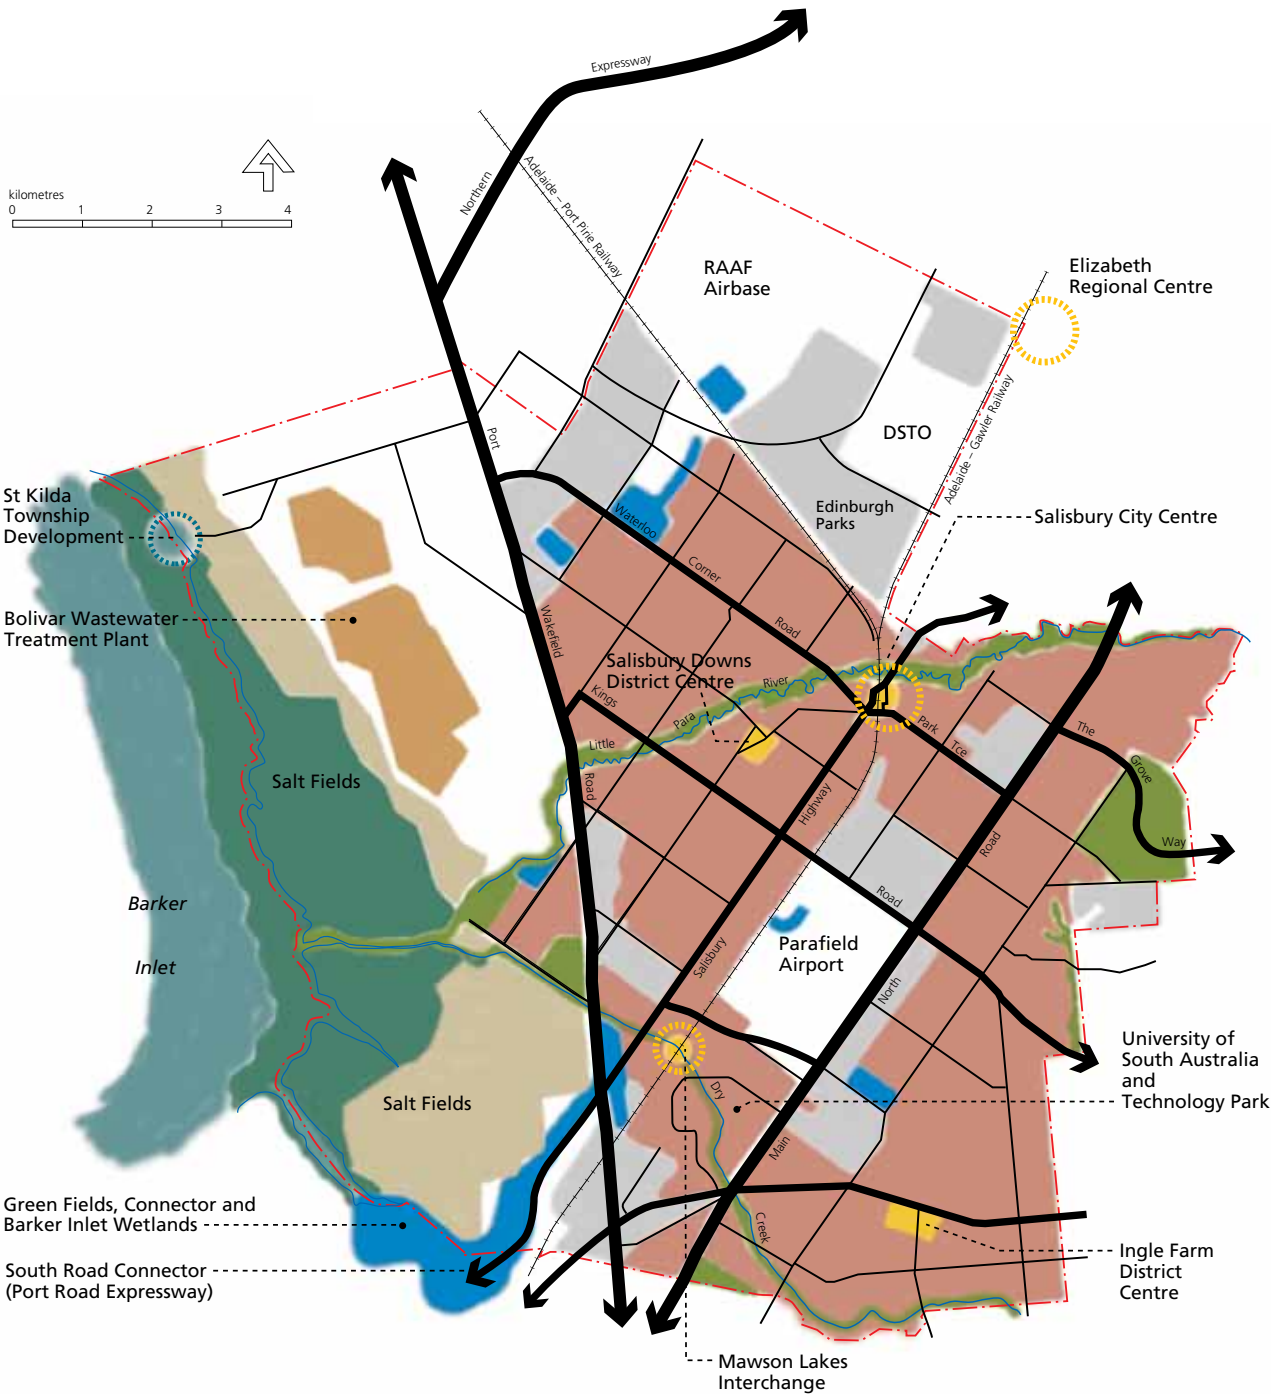 Expressway
Northern
kilometres
0 1 2 3 4
Adelaide – Port Pirie Railway
RAAF
Airbase
Elizabeth
Regional Centre
Adelaide – Gawler Railway
DSTO
Port
Edinburgh
Parks
St Kilda
Township
Development
Salisbury City Centre
Waterloo
Corner
Road
Bolivar Wastewater
Treatment Plant
Wakefield
Road
Salisbury Downs
District Centre
Kings
Road
Little
Para
River
Park
Tce
The
Grove
Way
Salt Fields
Highway
Salisbury
Road
North
Main
Barker
Inlet
Parafield
Airport
University of
South Australia
and
Technology Park
Salt Fields
Dry
Creek
Green Fields, Connector and
Barker Inlet Wetlands
South Road Connector
(Port Road Expressway)
Ingle Farm
District
Centre
Mawson Lakes
Interchange